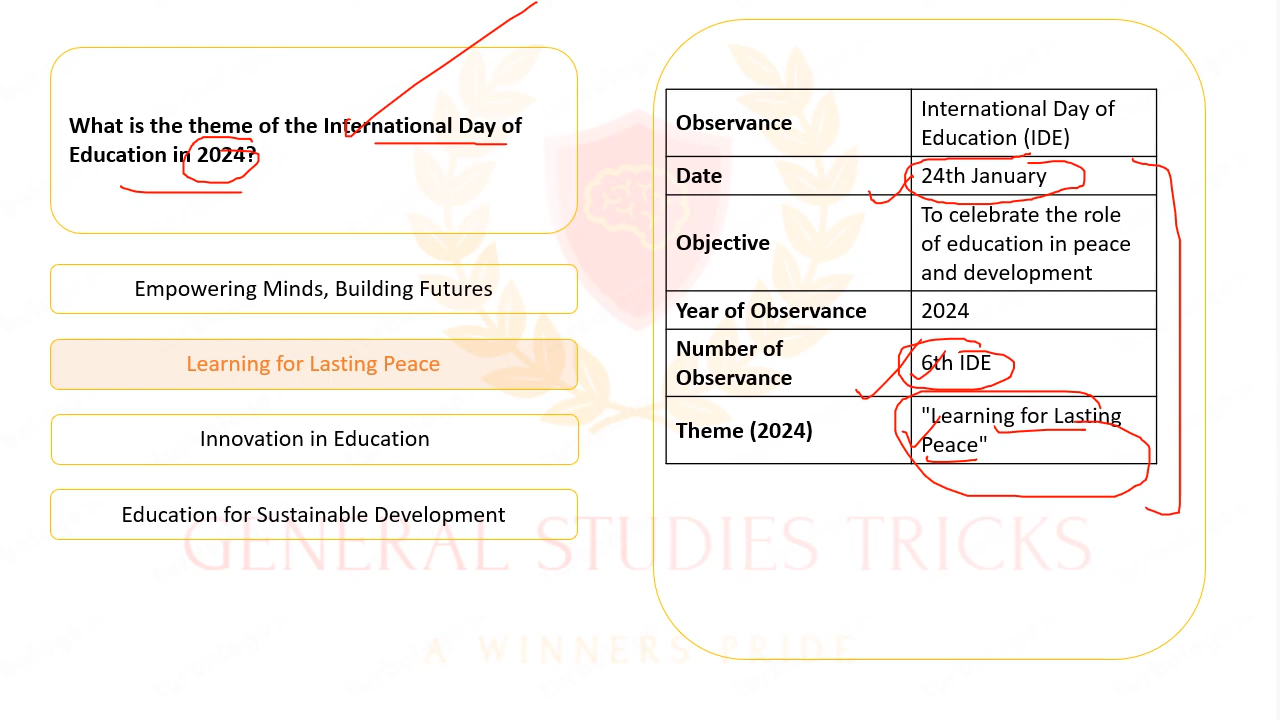 What is the theme of the International Day of
Education in 2024?
Empowering Minds, Building Futures
Learning for Lasting Peace
Innovation in Education
Education for Sustainable Development
Observance
International Day of
Education (IDE)
Date
24th January
Objective
To celebrate the role
of education in peace
and development
Year of Observance
2024
Number of
Observance
6th IDE
Theme (2024)
"Learning for Lasting
Peace"
GENERAL STUDIES TRICKS
A WINNERS PRIDE